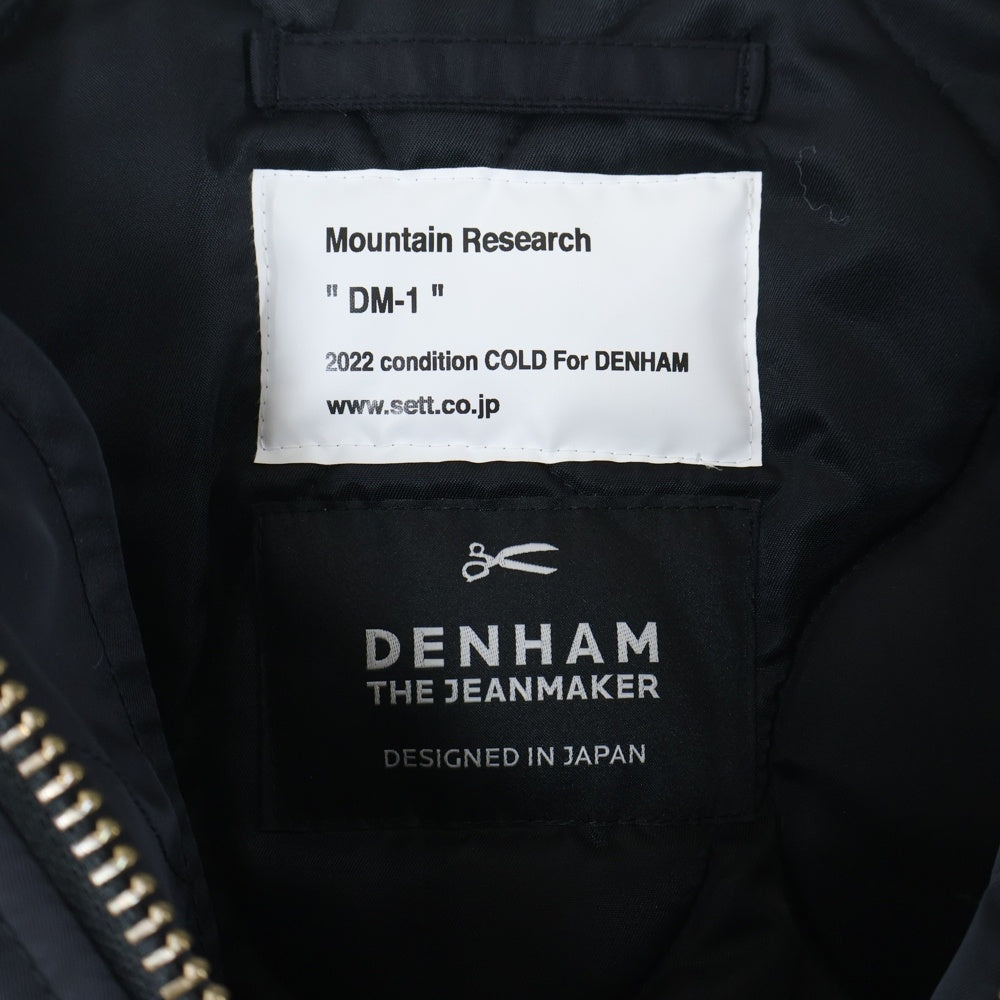 Mountain Research
" DM-1 "
2022 condition COLD For DENHAM
www.sett.co.jp
DENHAM
THE JEANMAKER
DESIGNED IN JAPAN